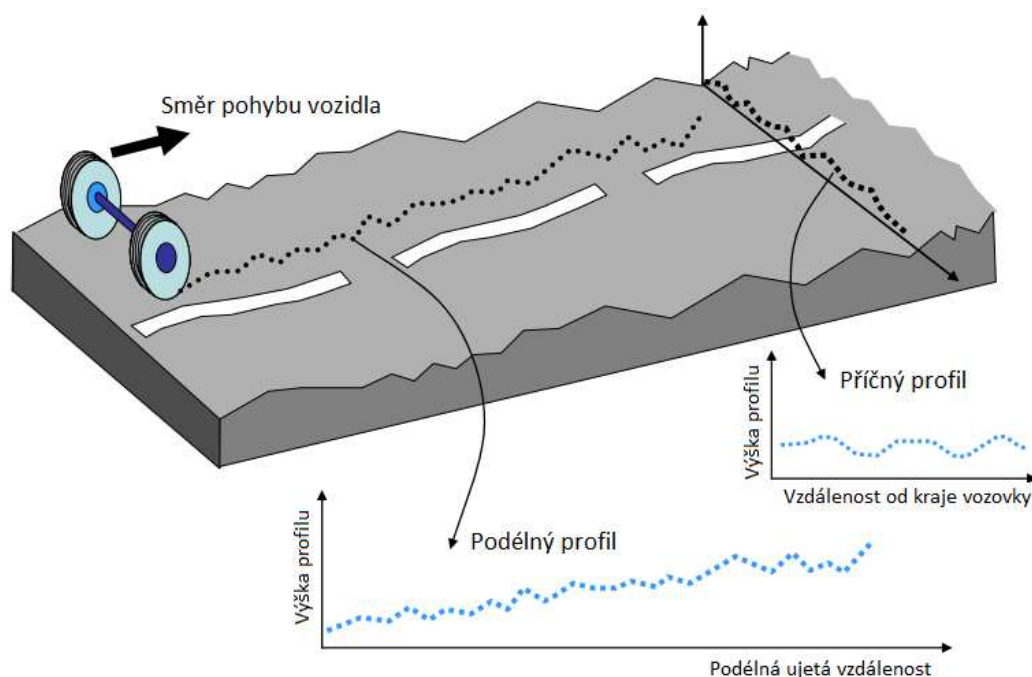 Směr pohybu vozidla
Příčný profil
Výška profilu
Vzdálenost od kraje vozovky
Podélný profil
Výška profilu
Podélná ujetá vzdálenost